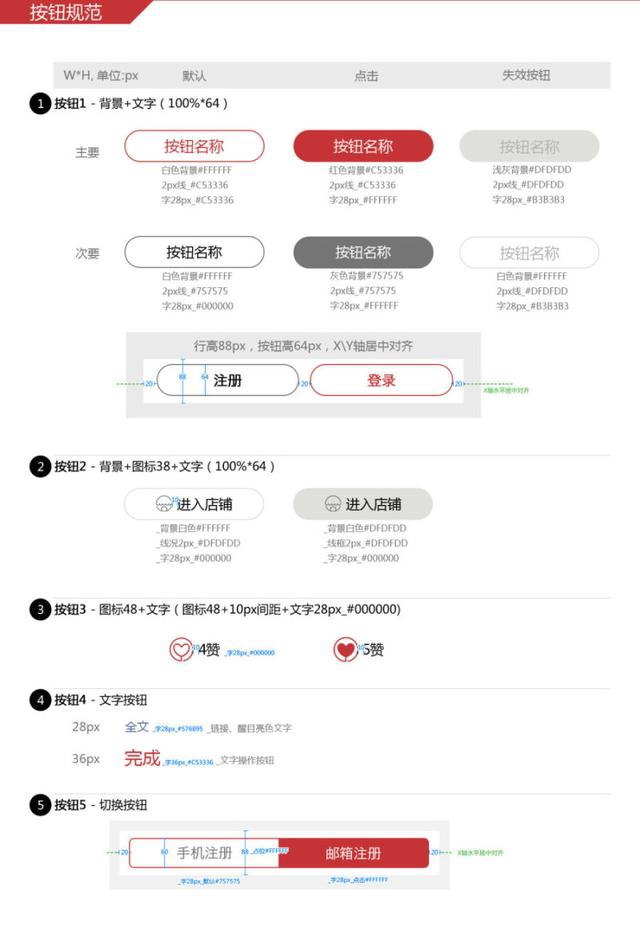 按钮规范
W*H, 单位:px 默认 点击 失效按钮
1 按钮1 - 背景+文字 ( 100%*64 )
主要 按钮名称 按钮名称 按钮名称
白色背景#FFFFFF 红色背景#C53336 浅灰背景#DFDFDD
2px线_#C53336 2px线_#C53336 2px线_#DFDFDD
字28px_#C53336 字28px_#FFFFFF 字28px_#B3B3B3
次要 按钮名称 按钮名称 按钮名称
白色背景#FFFFFF 灰色背景#757575 白色背景#FFFFFF
2px线_#757575 2px线_#757575 2px线_#DFDFDD
字28px_#000000 字28px_#FFFFFF 字28px_#B3B3B3
行高88px , 按钮高64px , X\Y轴居中对齐
20 88 64 注册 20 登录 20 X轴水平居中对齐
2 按钮2 - 背景+图标38+文字 ( 100%*64 )
10 进入店铺 进入店铺
_背景白色#FFFFFF _背景白色#DFDFDD
_线况2px_#DFDFDD _线框2px_#DFDFDD
_字28px_#000000 _字28px_#000000
3 按钮3 - 图标48+文字 ( 图标48+10px间距+文字28px_#000000)
10 4赞 _字28px_#000000 10 5赞
4 按钮4 - 文字按钮
28px 全文 _字28px_#576895 _链接、醒目亮色文字
36px 完成 _字36px_#C53336 _文字操作按钮
5 按钮5 - 切换按钮
20 60 手机注册 88 _点位#FFFFFF 邮箱注册 20 X轴水平居中对齐
_字28px_默认#757575 _字28px_点击#FFFFFF